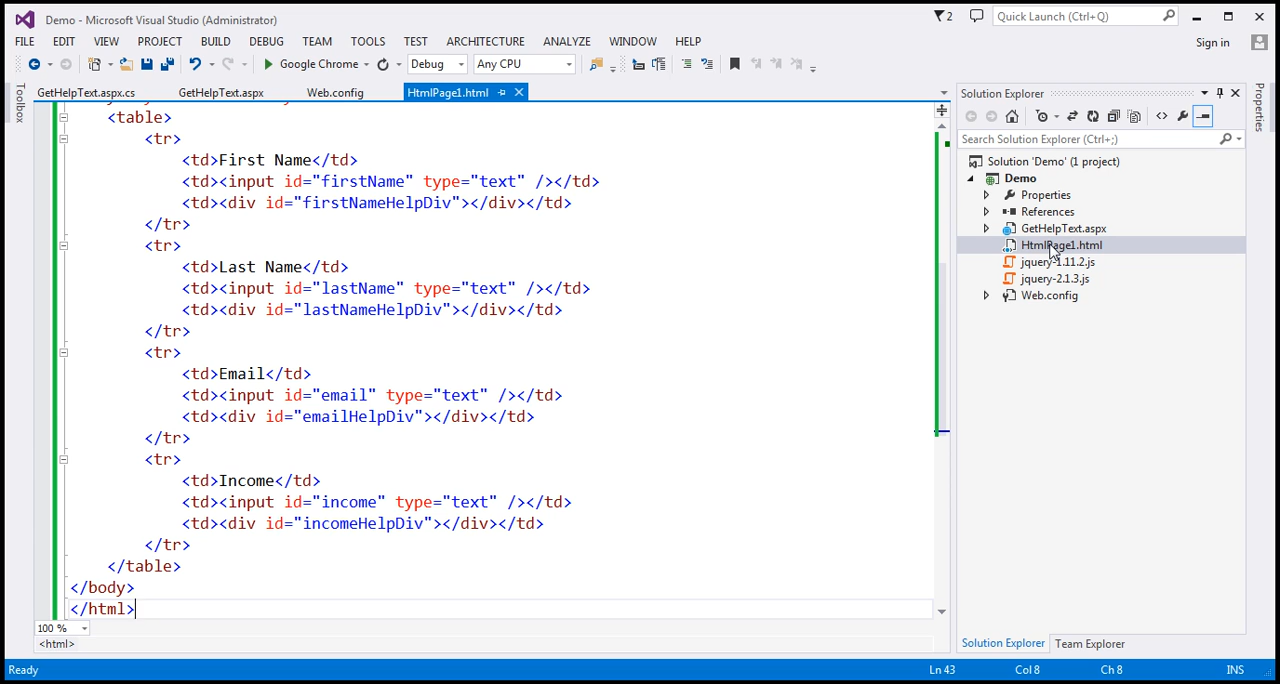 Demo - Microsoft Visual Studio (Administrator)
2
Quick Launch (Ctrl+Q)
FILE EDIT VIEW PROJECT BUILD DEBUG TEAM TOOLS TEST ARCHITECTURE ANALYZE WINDOW HELP
Sign in
Google Chrome Debug Any CPU
Toolbox
GetHelpText.aspx.cs GetHelpText.aspx Web.config HtmlPage1.html
<table>
<tr>
<td>First Name</td>
<td><input id="firstName" type="text" /></td>
<td><div id="firstNameHelpDiv"></div></td>
</tr>
<tr>
<td>Last Name</td>
<td><input id="lastName" type="text" /></td>
<td><div id="lastNameHelpDiv"></div></td>
</tr>
<tr>
<td>Email</td>
<td><input id="email" type="text" /></td>
<td><div id="emailHelpDiv"></div></td>
</tr>
<tr>
<td>Income</td>
<td><input id="income" type="text" /></td>
<td><div id="incomeHelpDiv"></div></td>
</tr>
</table>
</body>
</html>
100 %
<html>
Solution Explorer
Search Solution Explorer (Ctrl+;)
Solution 'Demo' (1 project)
Demo
Properties
References
GetHelpText.aspx
HtmlPage1.html
jquery-1.11.2.js
jquery-2.1.3.js
Web.config
Solution Explorer Team Explorer
Properties
Ready Ln 43 Col 8 Ch 8 INS